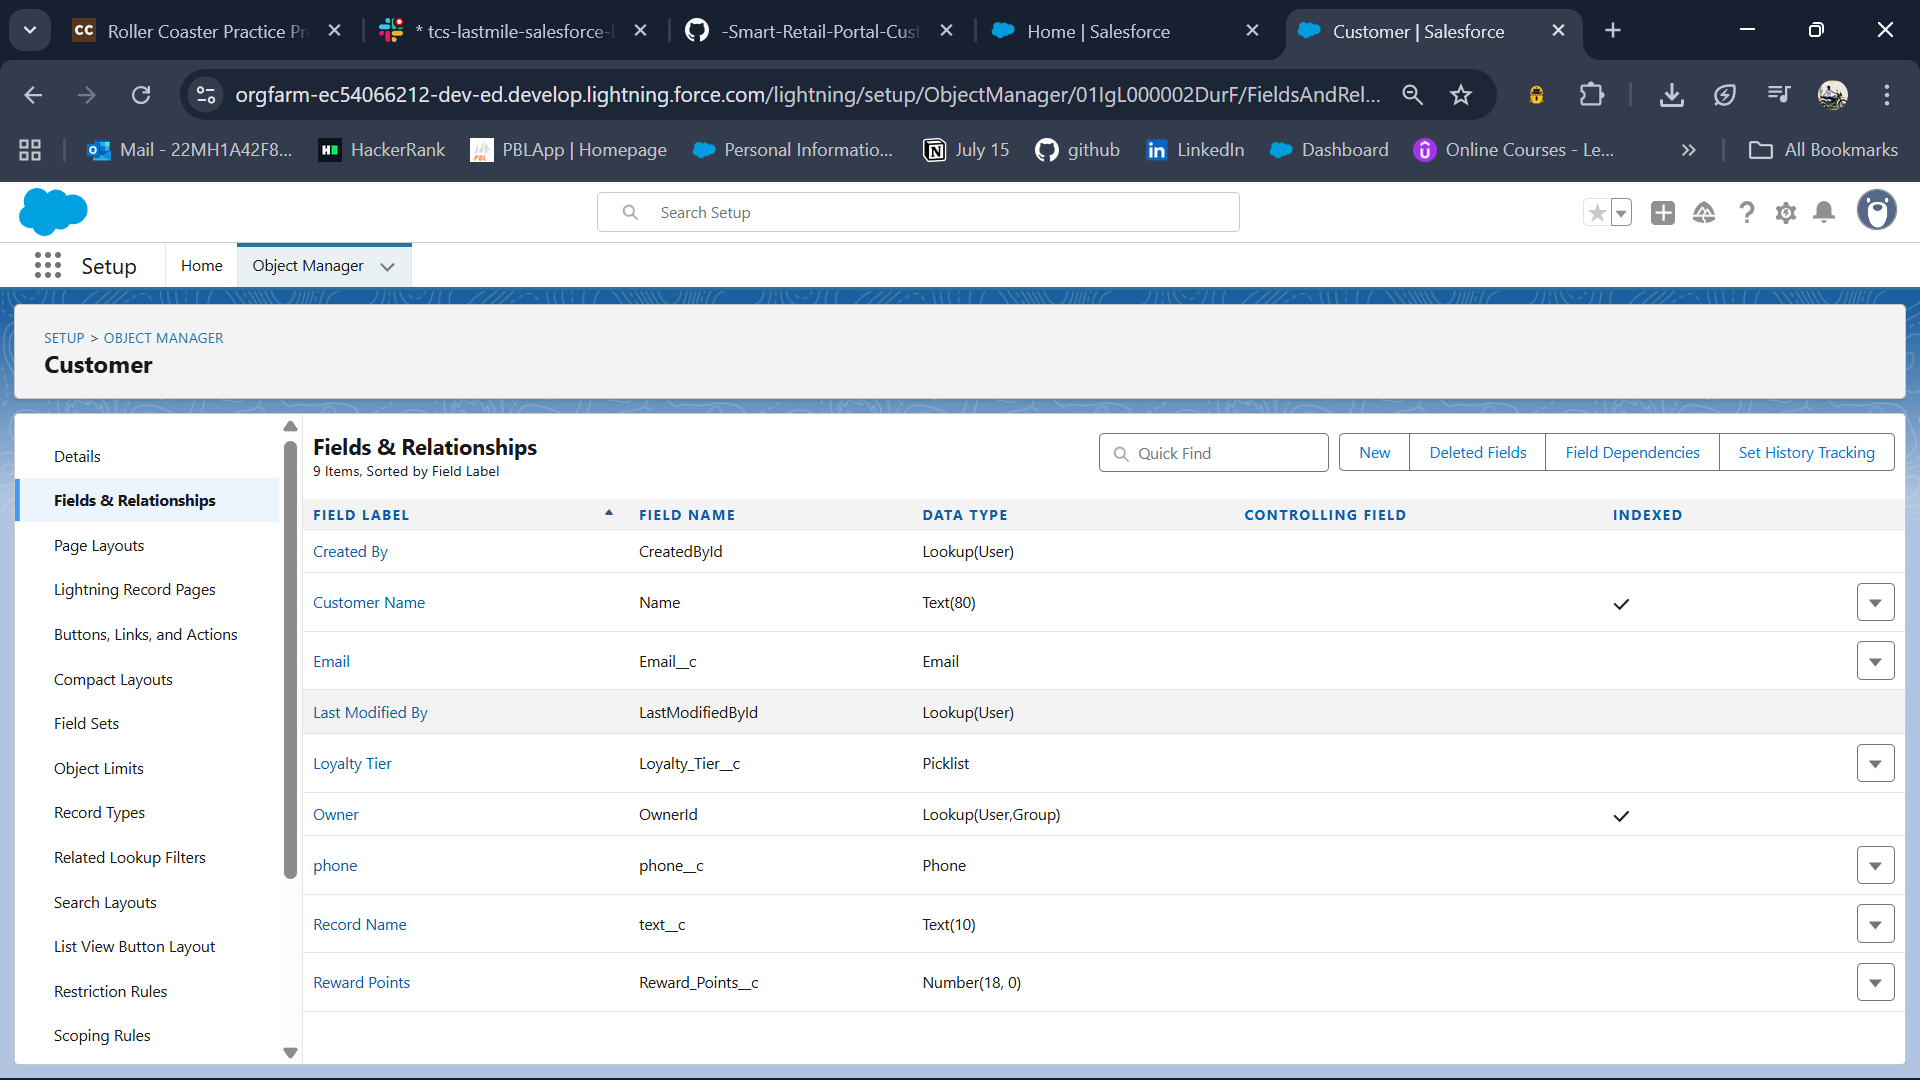 Roller Coaster Practice Pr
* tcs-lastmile-salesforce-
-Smart-Retail-Portal-Cust
Home | Salesforce
Customer | Salesforce
orgfarm-ec54066212-dev-ed.develop.lightning.force.com/lightning/setup/ObjectManager/01IgL000002DurF/FieldsAndRel...
Mail - 22MH1A42F8...
HackerRank
PBLApp | Homepage
Personal Informatio...
July 15
github
LinkedIn
Dashboard
Online Courses - Le...
All Bookmarks
Search Setup
Setup
Home
Object Manager
SETUP > OBJECT MANAGER
Customer
Details
Fields & Relationships
Page Layouts
Lightning Record Pages
Buttons, Links, and Actions
Compact Layouts
Field Sets
Object Limits
Record Types
Related Lookup Filters
Search Layouts
List View Button Layout
Restriction Rules
Scoping Rules
Fields & Relationships
9 Items, Sorted by Field Label
Quick Find
New
Deleted Fields
Field Dependencies
Set History Tracking
FIELD LABEL FIELD NAME DATA TYPE CONTROLLING FIELD INDEXED
Created By CreatedById Lookup(User)
Customer Name Name Text(80)
Email Email__c Email
Last Modified By LastModifiedById Lookup(User)
Loyalty Tier Loyalty_Tier__c Picklist
Owner OwnerId Lookup(User,Group)
phone phone__c Phone
Record Name text__c Text(10)
Reward Points Reward_Points__c Number(18, 0)